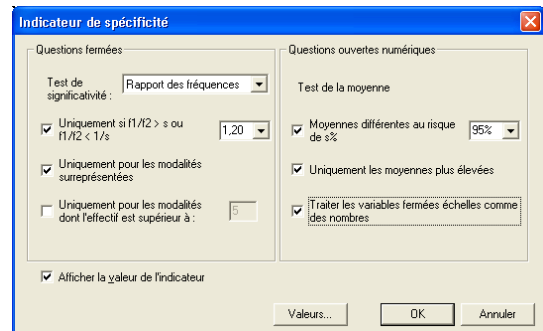 Indicateur de spécificité
Questions fermées
Test de
significativité :
Rapport des fréquences
Uniquement si f1/f2 > s ou
f1/f2 < 1/s
1,20
Uniquement pour les modalités
surreprésentées
Uniquement pour les modalités
dont l'effectif est supérieur à :
5
Questions ouvertes numériques
Test de la moyenne
Moyennes différentes au risque
de s%
95%
Uniquement les moyennes plus élevées
Traiter les variables fermées échelles comme
des nombres
Afficher la valeur de l'indicateur
Valeurs...
OK
Annuler